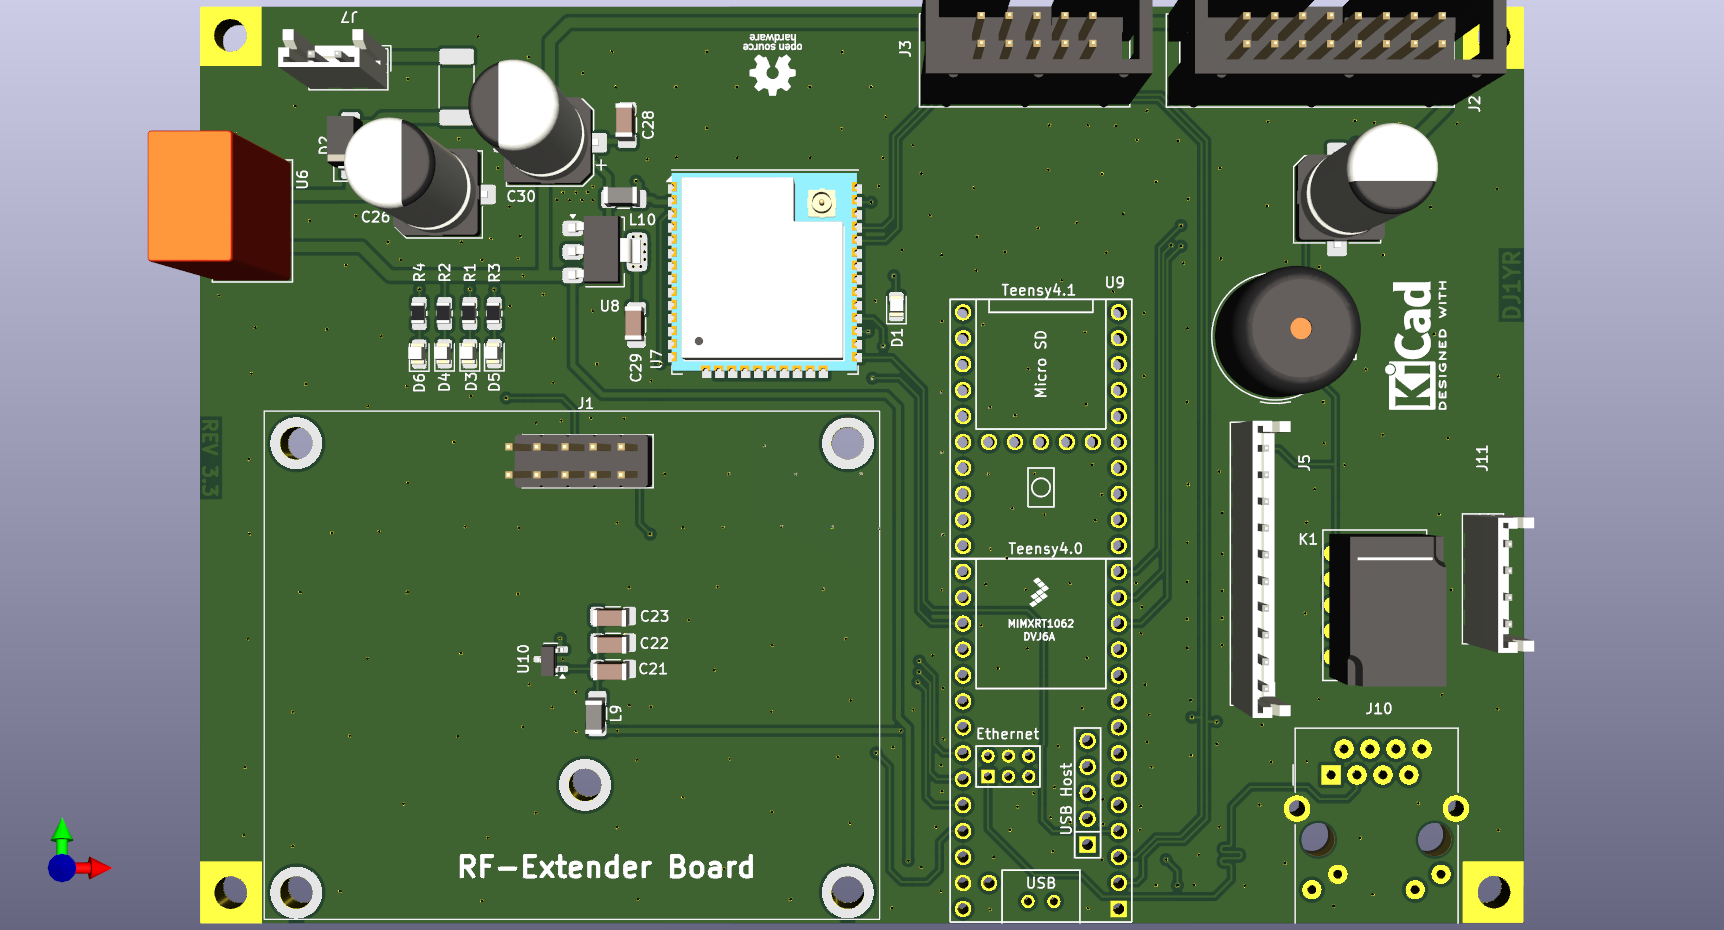 J7
open source
hardware
J3
J2
C28
D2
U6
C26
C30
L10
U8
C29
U7
D1
R4
R2
R1
R3
D6
D4
D3
D5
DJ1YR
KiCad
DESIGNED WITH
REV 3.3
J1
U9
Teensy4.1
Micro SD
Teensy4.0
MIMXRT1062
DVJ6A
J5
J11
K1
J10
C23
C22
C21
U10
L9
Ethernet
USB Host
USB
RF-Extender Board